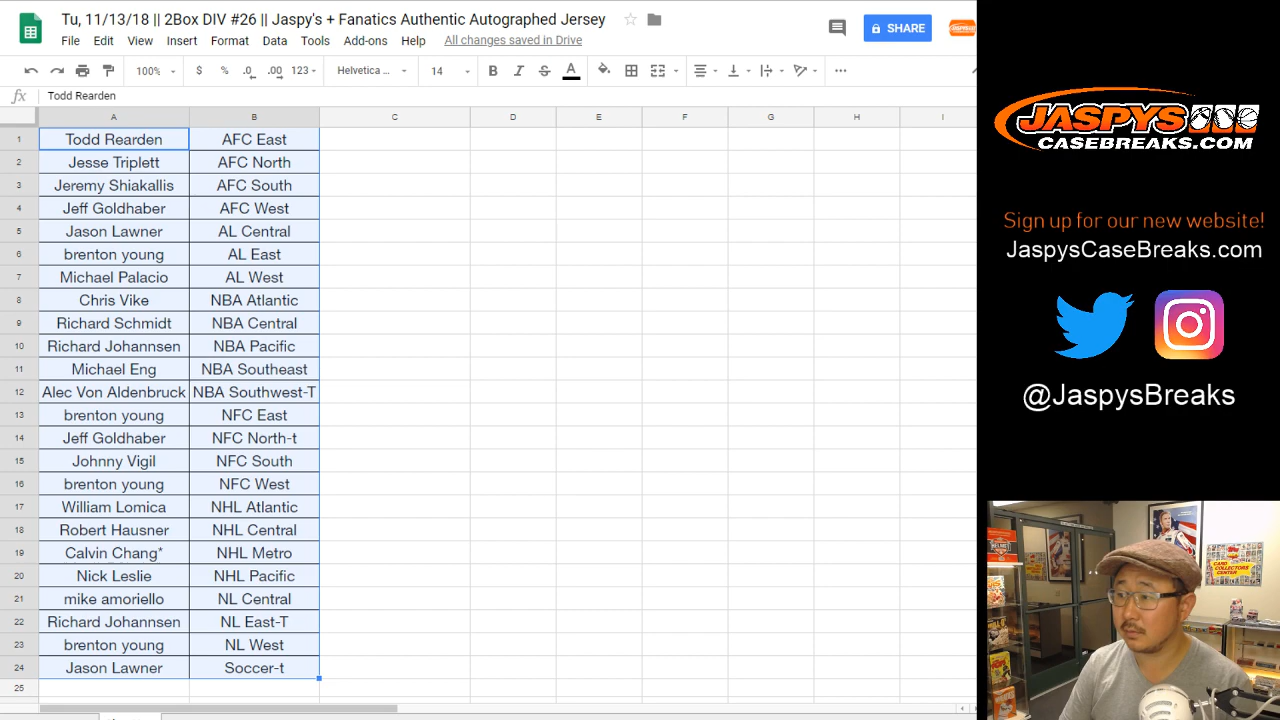 Tu, 11/13/18 || 2Box DIV #26 || Jaspy's + Fanatics Authentic Autographed Jersey
File Edit View Insert Format Data Tools Add-ons Help All changes saved in Drive
SHARE
100% $ % .0 .00 123 Helvetica ... 14 B I S A
fx Todd Rearden
A B C D E F G H I
1 Todd Rearden AFC East
2 Jesse Triplett AFC North
3 Jeremy Shiakallis AFC South
4 Jeff Goldhaber AFC West
5 Jason Lawner AL Central
6 brenton young AL East
7 Michael Palacio AL West
8 Chris Vike NBA Atlantic
9 Richard Schmidt NBA Central
10 Richard Johannsen NBA Pacific
11 Michael Eng NBA Southeast
12 Alec Von Aldenbruck NBA Southwest-T
13 brenton young NFC East
14 Jeff Goldhaber NFC North-t
15 Johnny Vigil NFC South
16 brenton young NFC West
17 William Lomica NHL Atlantic
18 Robert Hausner NHL Central
19 Calvin Chang* NHL Metro
20 Nick Leslie NHL Pacific
21 mike amoriello NL Central
22 Richard Johannsen NL East-T
23 brenton young NL West
24 Jason Lawner Soccer-t
25
JASPYS
CASEBREAKS.COM
Sign up for our new website!
JaspysCaseBreaks.com
@JaspysBreaks